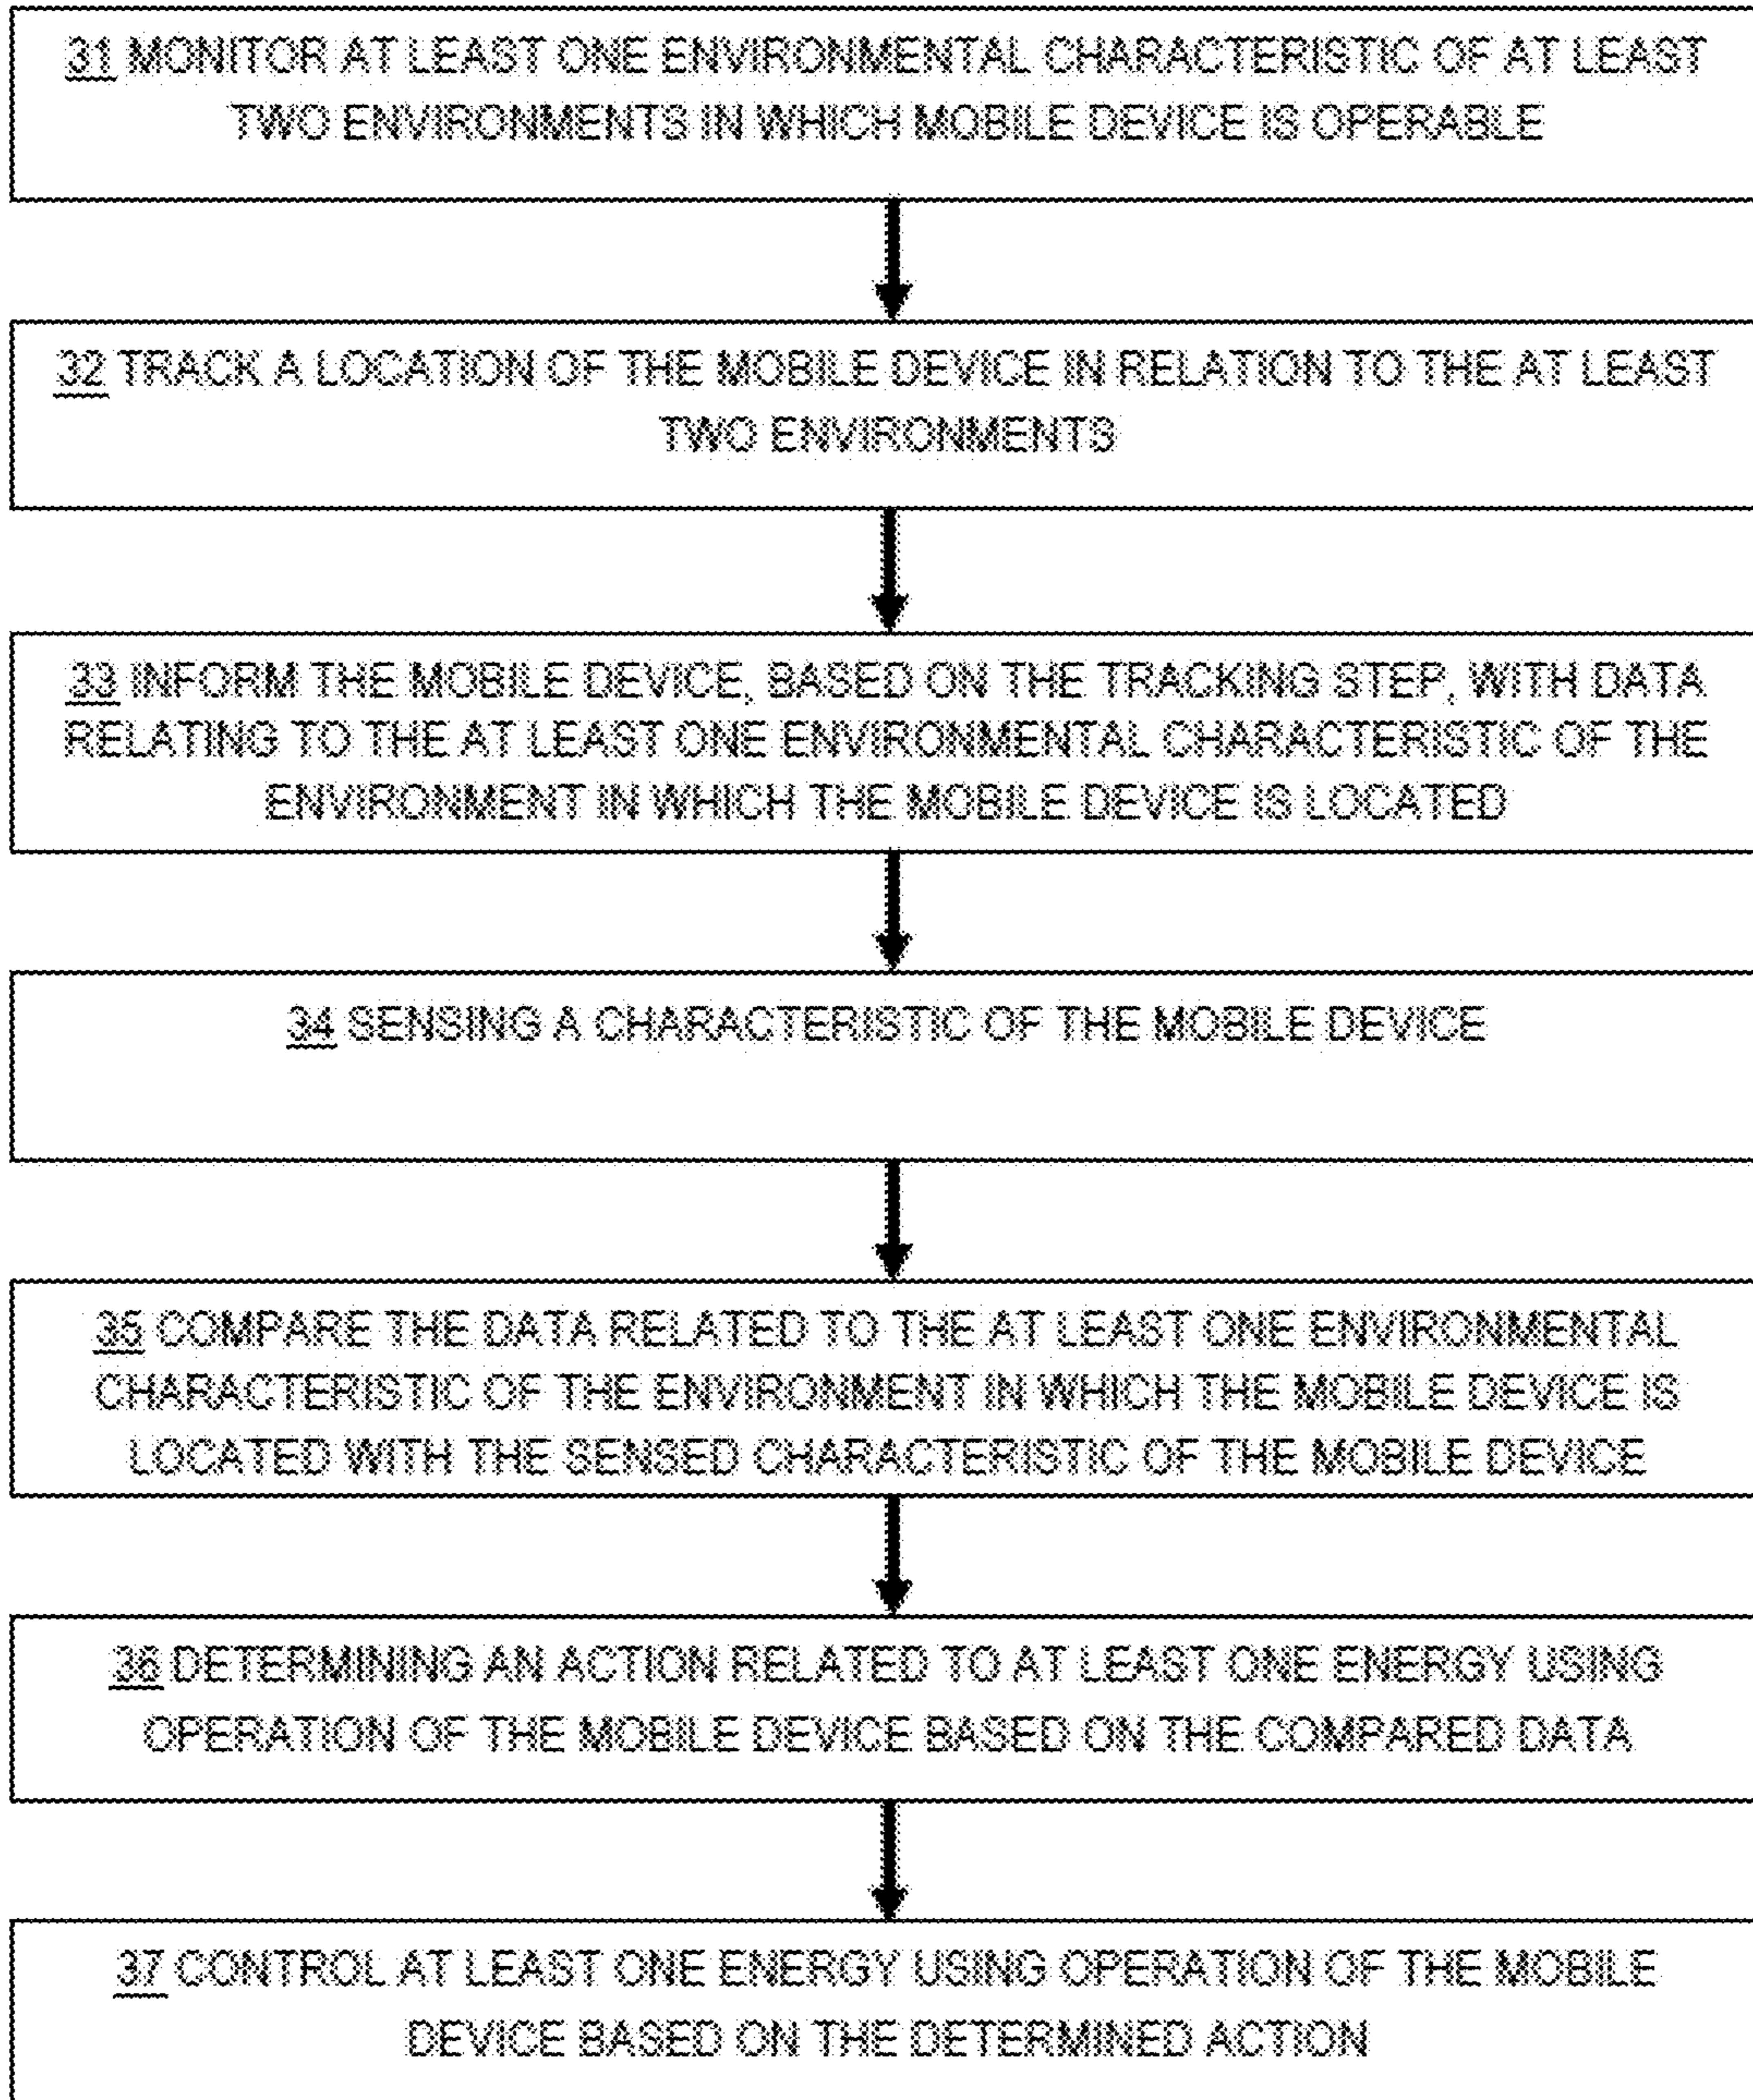 31 MONITOR AT LEAST ONE ENVIRONMENTAL CHARACTERISTIC OF AT LEAST
TWO ENVIRONMENTS IN WHICH MOBILE DEVICE IS OPERABLE
32 TRACK A LOCATION OF THE MOBILE DEVICE IN RELATION TO THE AT LEAST
TWO ENVIRONMENTS
33 INFORM THE MOBILE DEVICE, BASED ON THE TRACKING STEP, WITH DATA
RELATING TO THE AT LEAST ONE ENVIRONMENTAL CHARACTERISTIC OF THE
ENVIRONMENT IN WHICH THE MOBILE DEVICE IS LOCATED
34 SENSING A CHARACTERISTIC OF THE MOBILE DEVICE
35 COMPARE THE DATA RELATED TO THE AT LEAST ONE ENVIRONMENTAL
CHARACTERISTIC OF THE ENVIRONMENT IN WHICH THE MOBILE DEVICE IS
LOCATED WITH THE SENSED CHARACTERISTIC OF THE MOBILE DEVICE
36 DETERMINING AN ACTION RELATED TO AT LEAST ONE ENERGY USING
OPERATION OF THE MOBILE DEVICE BASED ON THE COMPARED DATA
37 CONTROL AT LEAST ONE ENERGY USING OPERATION OF THE MOBILE
DEVICE BASED ON THE DETERMINED ACTION